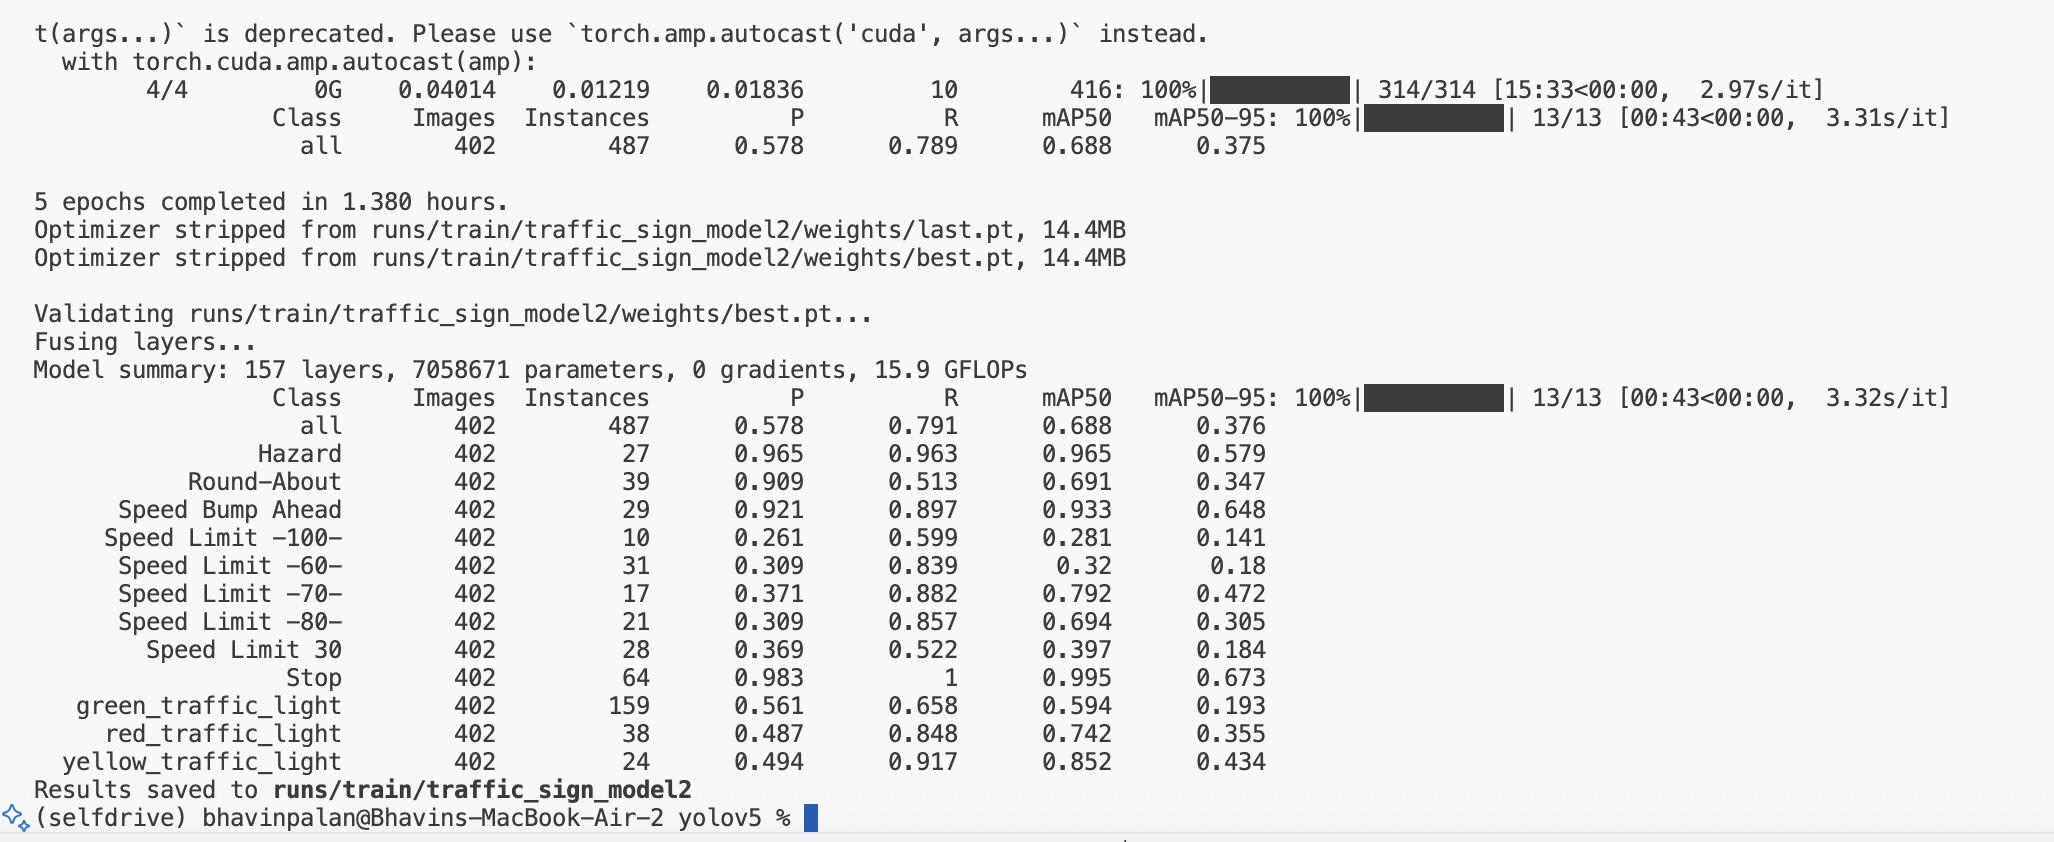 t(args...)` is deprecated. Please use `torch.amp.autocast('cuda', args...)` instead.
  with torch.cuda.amp.autocast(amp):
        4/4         0G    0.04014    0.01219    0.01836         10        416: 100%|██████████| 314/314 [15:33<00:00,  2.97s/it]
                 Class     Images  Instances          P          R      mAP50   mAP50-95: 100%|██████████| 13/13 [00:43<00:00,  3.31s/it]
                   all        402        487      0.578      0.789      0.688      0.375

5 epochs completed in 1.380 hours.
Optimizer stripped from runs/train/traffic_sign_model2/weights/last.pt, 14.4MB
Optimizer stripped from runs/train/traffic_sign_model2/weights/best.pt, 14.4MB

Validating runs/train/traffic_sign_model2/weights/best.pt...
Fusing layers...
Model summary: 157 layers, 7058671 parameters, 0 gradients, 15.9 GFLOPs
                 Class     Images  Instances          P          R      mAP50   mAP50-95: 100%|██████████| 13/13 [00:43<00:00,  3.32s/it]
                   all        402        487      0.578      0.791      0.688      0.376
                Hazard        402         27      0.965      0.963      0.965      0.579
           Round-About        402         39      0.909      0.513      0.691      0.347
      Speed Bump Ahead        402         29      0.921      0.897      0.933      0.648
     Speed Limit -100-        402         10      0.261      0.599      0.281      0.141
      Speed Limit -60-        402         31      0.309      0.839       0.32       0.18
      Speed Limit -70-        402         17      0.371      0.882      0.792      0.472
      Speed Limit -80-        402         21      0.309      0.857      0.694      0.305
        Speed Limit 30        402         28      0.369      0.522      0.397      0.184
                  Stop        402         64      0.983          1      0.995      0.673
   green_traffic_light        402        159      0.561      0.658      0.594      0.193
     red_traffic_light        402         38      0.487      0.848      0.742      0.355
  yellow_traffic_light        402         24      0.494      0.917      0.852      0.434
Results saved to runs/train/traffic_sign_model2
(selfdrive) bhavinpalan@Bhavins-MacBook-Air-2 yolov5 %